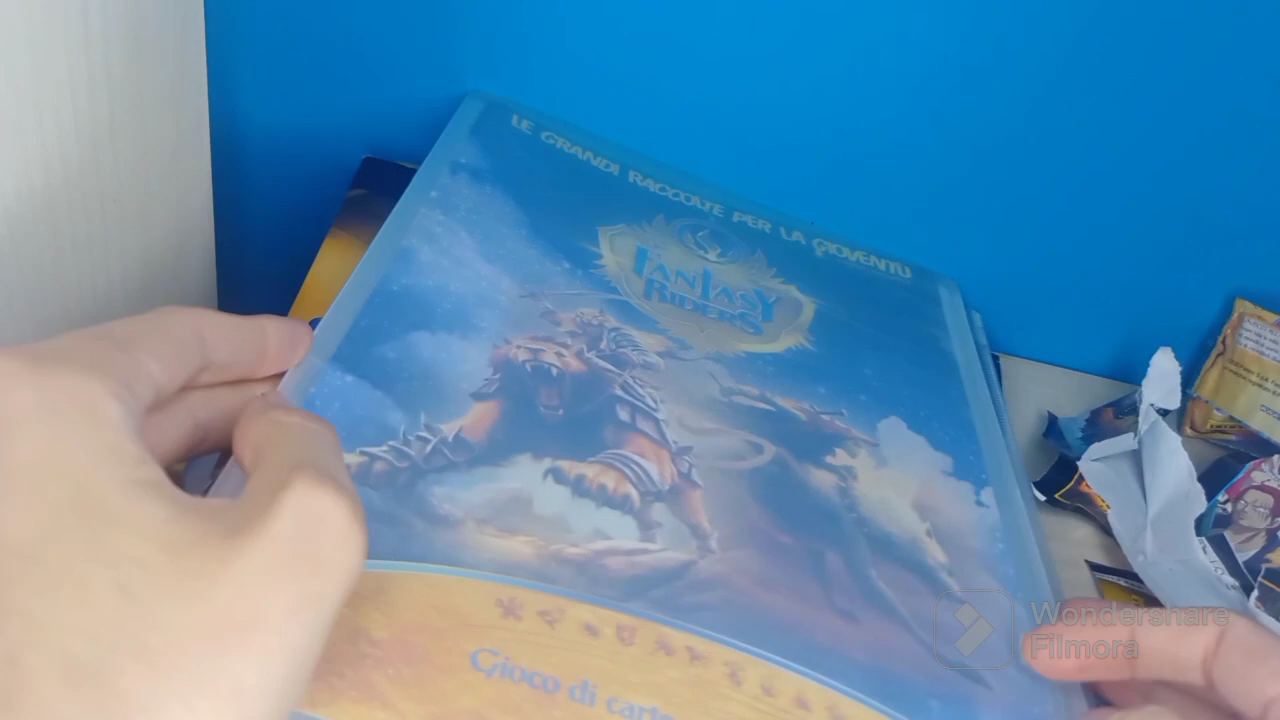 LE GRANDI RACCOLTE PER LA GIOVENTÙ
FANTASY
RIDERS
Gioco di carte
Wondershare
Filmora